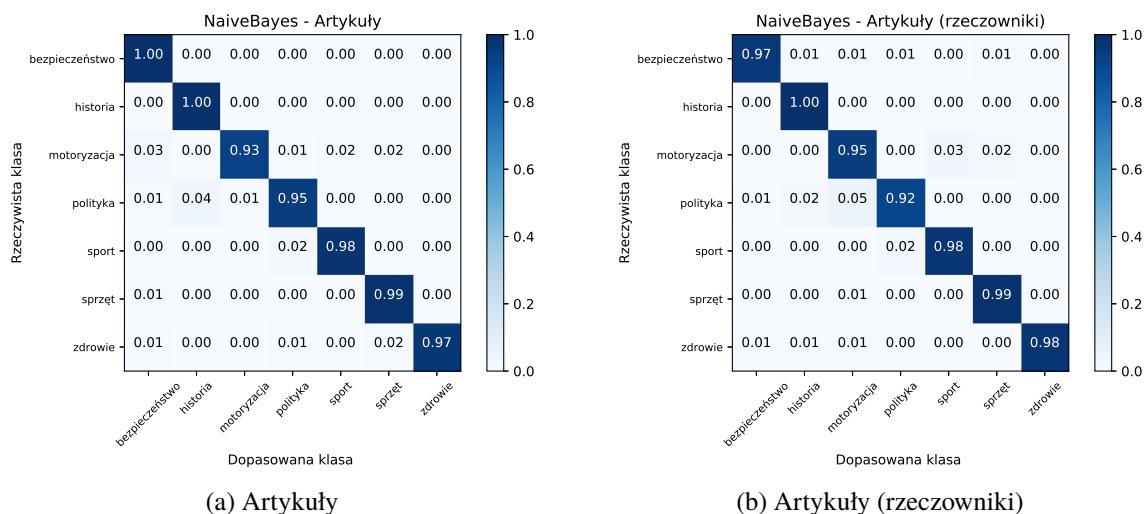 NaiveBayes - Artykuły
Rzeczywista klasa
bezpieczeństwo 1.00 0.00 0.00 0.00 0.00 0.00 0.00
historia 0.00 1.00 0.00 0.00 0.00 0.00 0.00
motoryzacja 0.03 0.00 0.93 0.01 0.02 0.02 0.00
polityka 0.01 0.04 0.01 0.95 0.00 0.00 0.00
sport 0.00 0.00 0.00 0.02 0.98 0.00 0.00
sprzęt 0.01 0.00 0.00 0.00 0.00 0.99 0.00
zdrowie 0.01 0.00 0.00 0.01 0.00 0.02 0.97
bezpieczeństwo historia motoryzacja polityka sport sprzęt zdrowie
Dopasowana klasa
1.0
0.8
0.6
0.4
0.2
0.0
(a) Artykuły
NaiveBayes - Artykuły (rzeczowniki)
Rzeczywista klasa
bezpieczeństwo 0.97 0.01 0.01 0.01 0.00 0.01 0.00
historia 0.00 1.00 0.00 0.00 0.00 0.00 0.00
motoryzacja 0.00 0.00 0.95 0.00 0.03 0.02 0.00
polityka 0.01 0.02 0.05 0.92 0.00 0.00 0.00
sport 0.00 0.00 0.00 0.02 0.98 0.00 0.00
sprzęt 0.00 0.00 0.01 0.00 0.00 0.99 0.00
zdrowie 0.01 0.01 0.01 0.00 0.00 0.00 0.98
bezpieczeństwo historia motoryzacja polityka sport sprzęt zdrowie
Dopasowana klasa
1.0
0.8
0.6
0.4
0.2
0.0
(b) Artykuły (rzeczowniki)